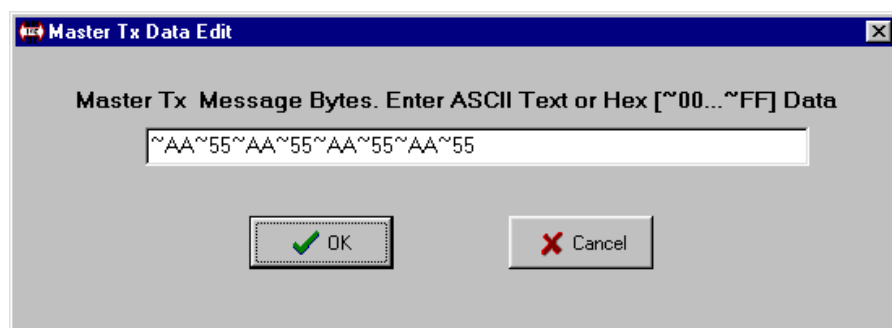 Master Tx Data Edit
Master Tx  Message Bytes. Enter ASCII Text or Hex [~00...~FF] Data
~AA~55~AA~55~AA~55~AA~55
OK Cancel